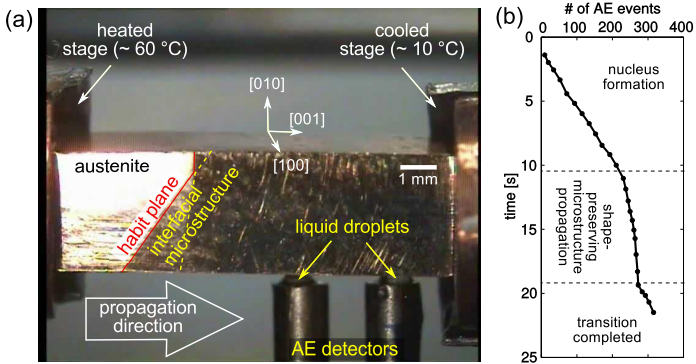 (a)
heated
stage (~ 60 °C)
cooled
stage (~ 10 °C)
[010]
[001]
[100]
austenite
1 mm
habit plane
interfacial
microstructure
liquid droplets
propagation
direction
AE detectors
(b)
# of AE events
0 100 200 300 400
0
5
10
15
20
25
time [s]
nucleus
formation
shape-
preserving
microstructure
propagation
transition
completed